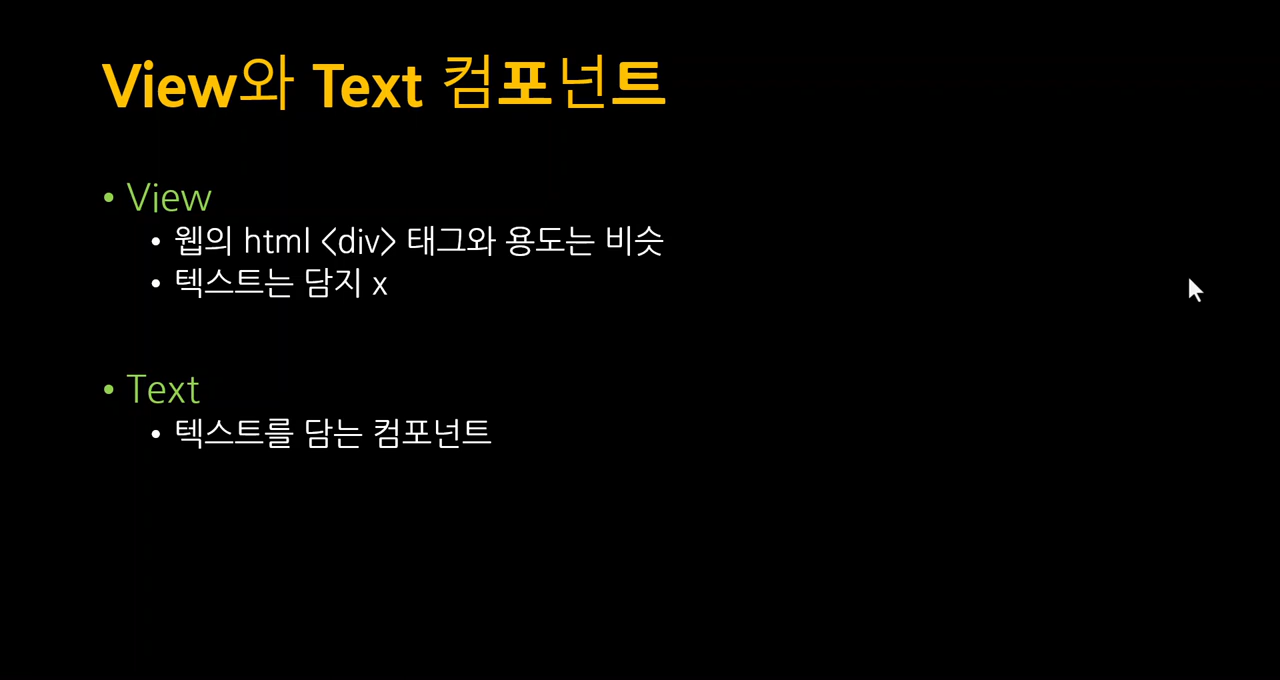 View와 Text 컴포넌트
• View
• 웹의 html <div> 태그와 용도는 비슷
• 텍스트는 담지 x
• Text
• 텍스트를 담는 컴포넌트